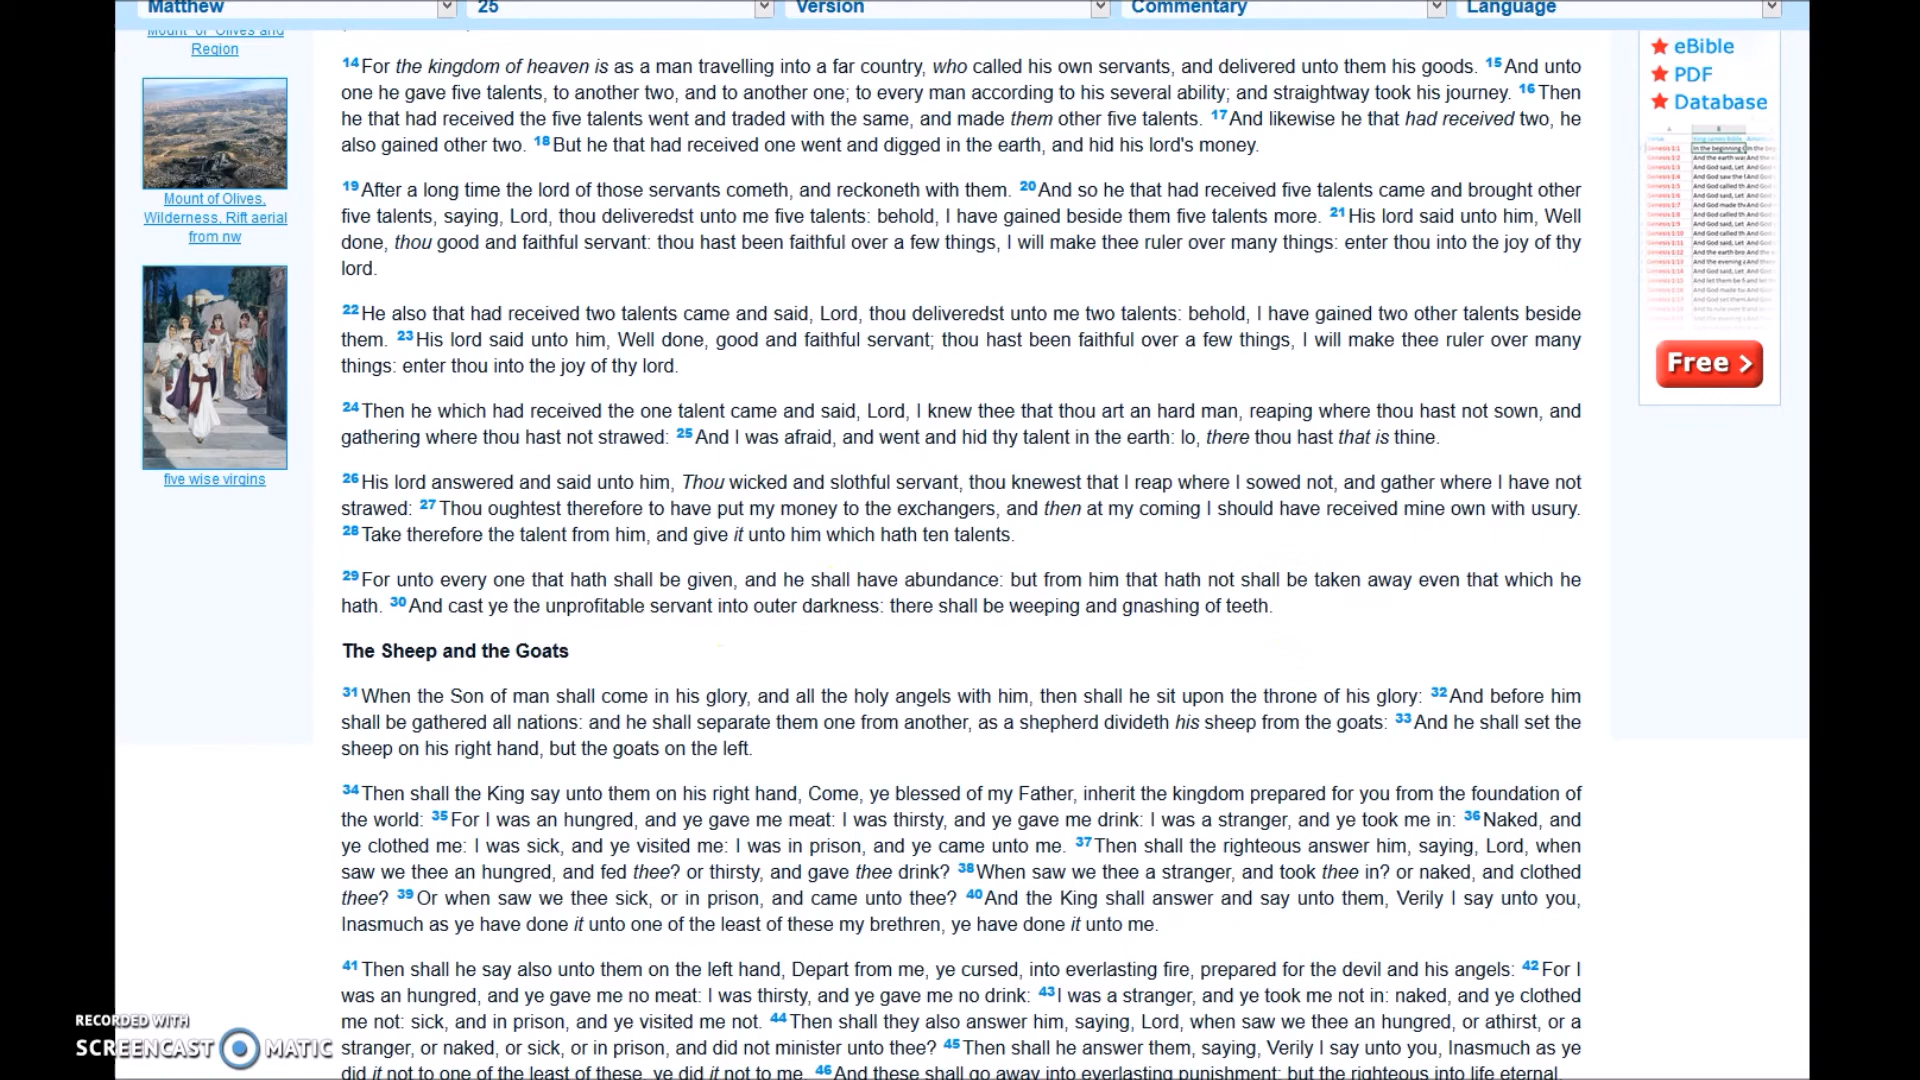 Matthew 25 Version Commentary Language
Mount of Olives and
Region
Mount of Olives,
Wilderness, Rift aerial
from nw
five wise virgins
14 For the kingdom of heaven is as a man travelling into a far country, who called his own servants, and delivered unto them his goods. 15 And unto
one he gave five talents, to another two, and to another one; to every man according to his several ability; and straightway took his journey. 16 Then
he that had received the five talents went and traded with the same, and made them other five talents. 17 And likewise he that had received two, he
also gained other two. 18 But he that had received one went and digged in the earth, and hid his lord's money.
19 After a long time the lord of those servants cometh, and reckoneth with them. 20 And so he that had received five talents came and brought other
five talents, saying, Lord, thou deliveredst unto me five talents: behold, I have gained beside them five talents more. 21 His lord said unto him, Well
done, thou good and faithful servant: thou hast been faithful over a few things, I will make thee ruler over many things: enter thou into the joy of thy
lord.
22 He also that had received two talents came and said, Lord, thou deliveredst unto me two talents: behold, I have gained two other talents beside
them. 23 His lord said unto him, Well done, good and faithful servant; thou hast been faithful over a few things, I will make thee ruler over many
things: enter thou into the joy of thy lord.
24 Then he which had received the one talent came and said, Lord, I knew thee that thou art an hard man, reaping where thou hast not sown, and
gathering where thou hast not strawed: 25 And I was afraid, and went and hid thy talent in the earth: lo, there thou hast that is thine.
26 His lord answered and said unto him, Thou wicked and slothful servant, thou knewest that I reap where I sowed not, and gather where I have not
strawed: 27 Thou oughtest therefore to have put my money to the exchangers, and then at my coming I should have received mine own with usury.
28 Take therefore the talent from him, and give it unto him which hath ten talents.
29 For unto every one that hath shall be given, and he shall have abundance: but from him that hath not shall be taken away even that which he
hath. 30 And cast ye the unprofitable servant into outer darkness: there shall be weeping and gnashing of teeth.
The Sheep and the Goats
31 When the Son of man shall come in his glory, and all the holy angels with him, then shall he sit upon the throne of his glory: 32 And before him
shall be gathered all nations: and he shall separate them one from another, as a shepherd divideth his sheep from the goats: 33 And he shall set the
sheep on his right hand, but the goats on the left.
34 Then shall the King say unto them on his right hand, Come, ye blessed of my Father, inherit the kingdom prepared for you from the foundation of
the world: 35 For I was an hungred, and ye gave me meat: I was thirsty, and ye gave me drink: I was a stranger, and ye took me in: 36 Naked, and
ye clothed me: I was sick, and ye visited me: I was in prison, and ye came unto me. 37 Then shall the righteous answer him, saying, Lord, when
saw we thee an hungred, and fed thee? or thirsty, and gave thee drink? 38 When saw we thee a stranger, and took thee in? or naked, and clothed
thee? 39 Or when saw we thee sick, or in prison, and came unto thee? 40 And the King shall answer and say unto them, Verily I say unto you,
Inasmuch as ye have done it unto one of the least of these my brethren, ye have done it unto me.
41 Then shall he say also unto them on the left hand, Depart from me, ye cursed, into everlasting fire, prepared for the devil and his angels: 42 For I
was an hungred, and ye gave me no meat: I was thirsty, and ye gave me no drink: 43 I was a stranger, and ye took me not in: naked, and ye clothed
me not: sick, and in prison, and ye visited me not. 44 Then shall they also answer him, saying, Lord, when saw we thee an hungred, or athirst, or a
stranger, or naked, or sick, or in prison, and did not minister unto thee? 45 Then shall he answer them, saying, Verily I say unto you, Inasmuch as ye
did it not to one of the least of these, ye did it not to me. 46 And these shall go away into everlasting punishment: but the righteous into life eternal.
eBible
PDF
Database
Free >
RECORDED WITH
SCREENCAST MATIC